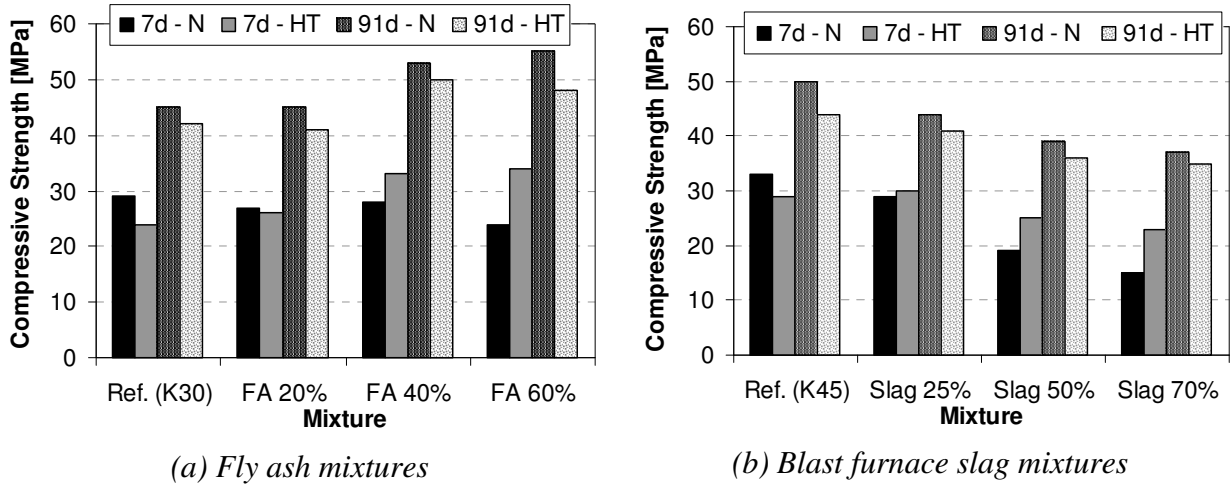 7d - N 7d - HT 91d - N 91d - HT
Compressive Strength [MPa]
60
50
40
30
20
10
0
Ref. (K30) FA 20% FA 40% FA 60%
Mixture
(a) Fly ash mixtures
7d - N 7d - HT 91d - N 91d - HT
Compressive Strength [MPa]
60
50
40
30
20
10
0
Ref. (K45) Slag 25% Slag 50% Slag 70%
Mixture
(b) Blast furnace slag mixtures